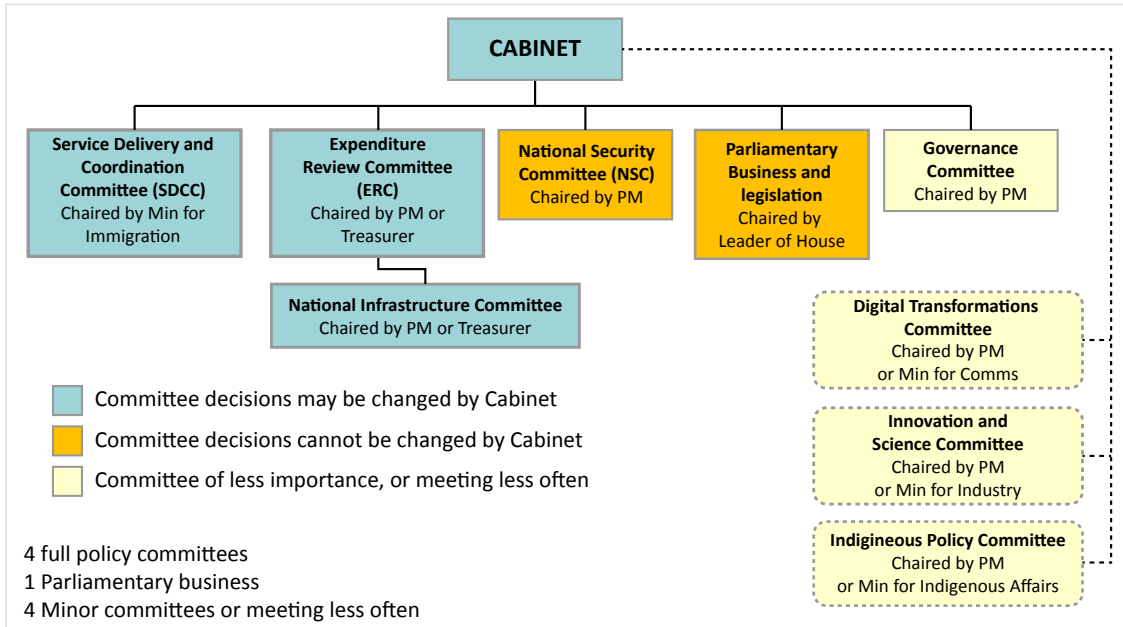 CABINET
Service Delivery and
Coordination
Committee (SDCC)
Chaired by Min for
Immigration
Expenditure
Review Committee
(ERC)
Chaired by PM or
Treasurer
National Security
Committee (NSC)
Chaired by PM
Parliamentary
Business and
legislation
Chaired by
Leader of House
Governance
Committee
Chaired by PM
National Infrastructure Committee
Chaired by PM or Treasurer
Digital Transformations
Committee
Chaired by PM
or Min for Comms
Innovation and
Science Committee
Chaired by PM
or Min for Industry
Indigineous Policy Committee
Chaired by PM
or Min for Indigenous Affairs
Committee decisions may be changed by Cabinet
Committee decisions cannot be changed by Cabinet
Committee of less importance, or meeting less often
4 full policy committees
1 Parliamentary business
4 Minor committees or meeting less often